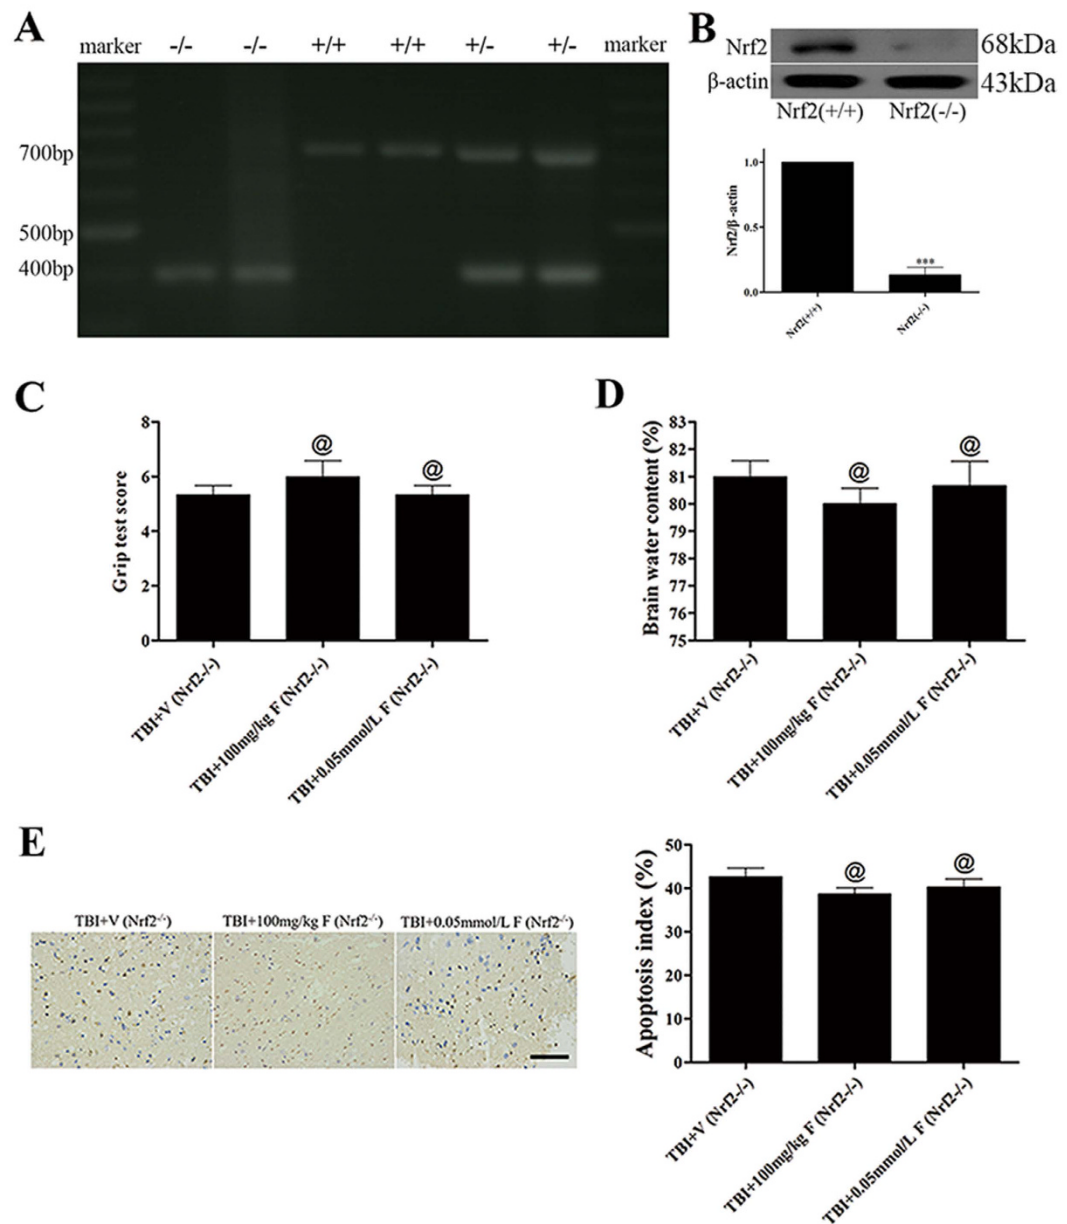 A
marker -/- -/- +/+ +/+ +/- +/- marker
700bp
500bp
400bp
B
Nrf2 68kDa
β-actin 43kDa
Nrf2(+/+) Nrf2(-/-)
Nrf2/β-actin
1.0
0.5
0.0
***
Nrf2(+/+)
Nrf2(-/-)
C
Grip test score
8
6
4
2
0
@
@
TBI+V (Nrf2-/-)
TBI+100mg/kg F (Nrf2-/-)
TBI+0.05mmol/L F (Nrf2-/-)
D
Brain water content (%)
83
82
81
80
79
78
77
76
75
@
@
TBI+V (Nrf2-/-)
TBI+100mg/kg F (Nrf2-/-)
TBI+0.05mmol/L F (Nrf2-/-)
E
TBI+V (Nrf2-/-) TBI+100mg/kg F (Nrf2-/-) TBI+0.05mmol/L F (Nrf2-/-)
Apoptosis index (%)
50
40
30
20
10
0
@
@
TBI+V (Nrf2-/-)
TBI+100mg/kg F (Nrf2-/-)
TBI+0.05mmol/L F (Nrf2-/-)